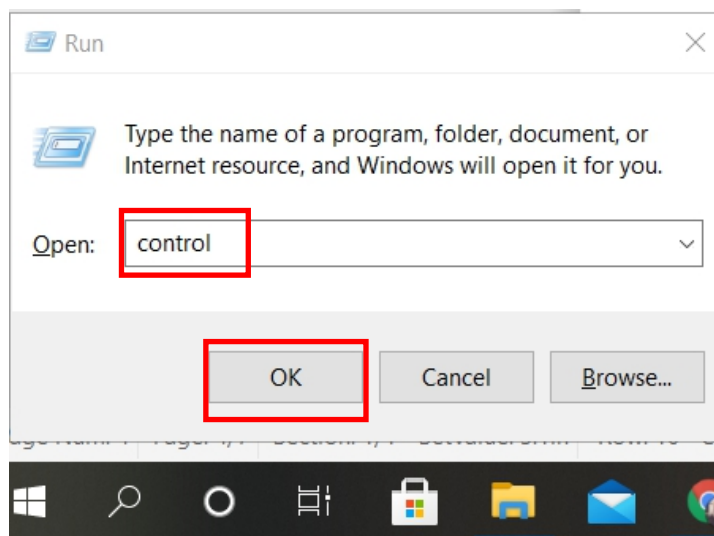 Run
Type the name of a program, folder, document, or
Internet resource, and Windows will open it for you.
Open: control
OK Cancel Browse...